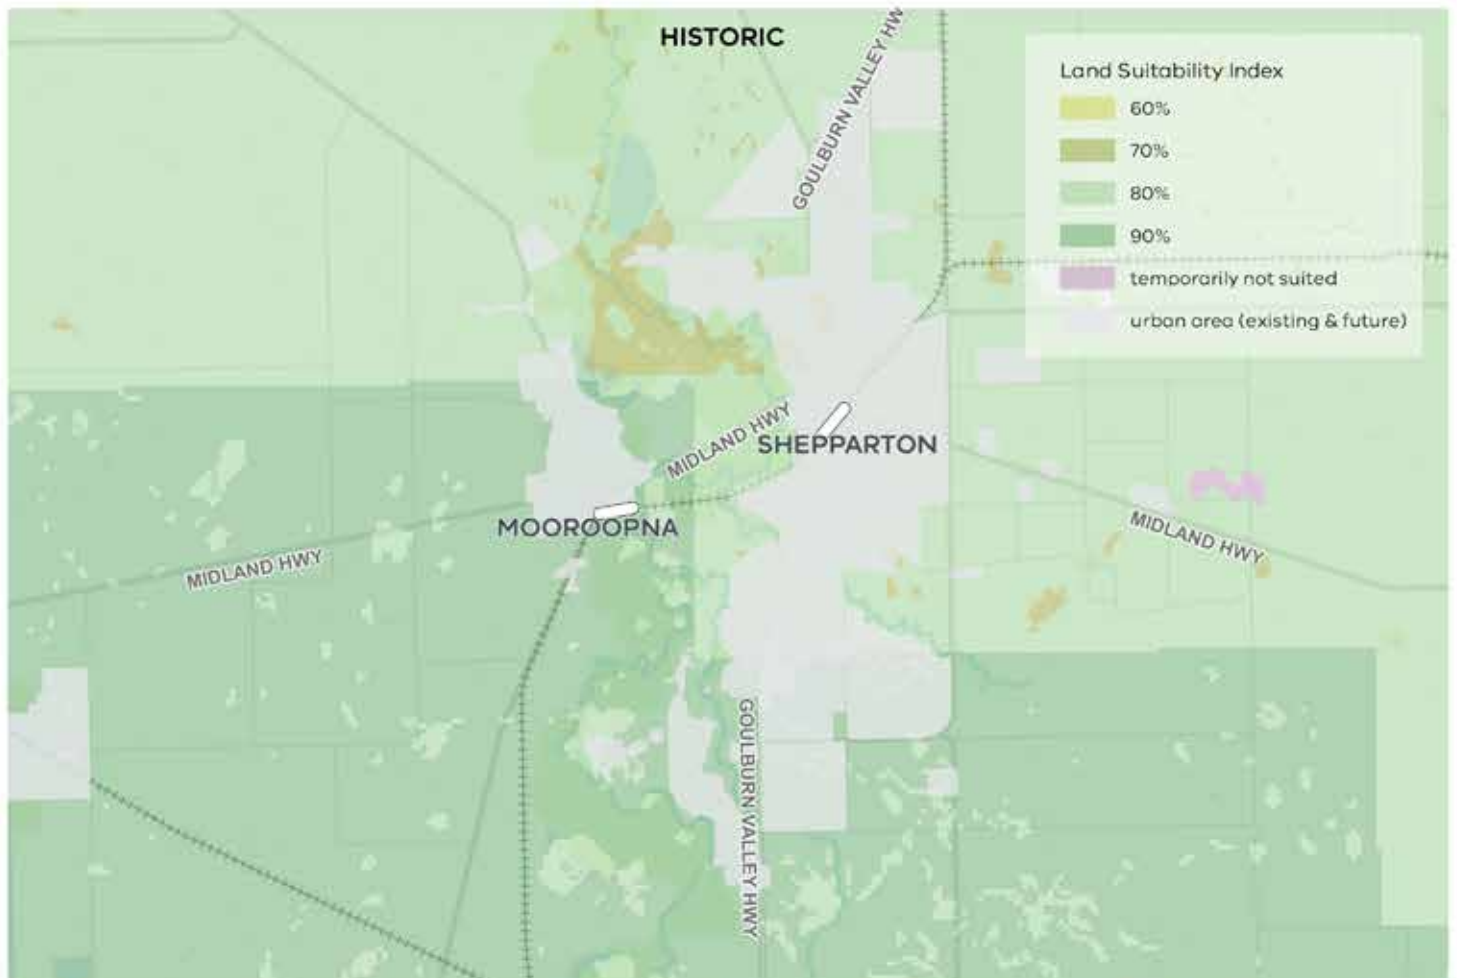 HISTORIC
GOULBURN VALLEY HW
Land Suitability Index
60%
70%
80%
90%
temporarily not suited
urban area (existing & future)
MIDLAND HWY
SHEPPARTON
MOOROOPNA
MIDLAND HWY
MIDLAND HWY
GOULBURN VALLEY HWY